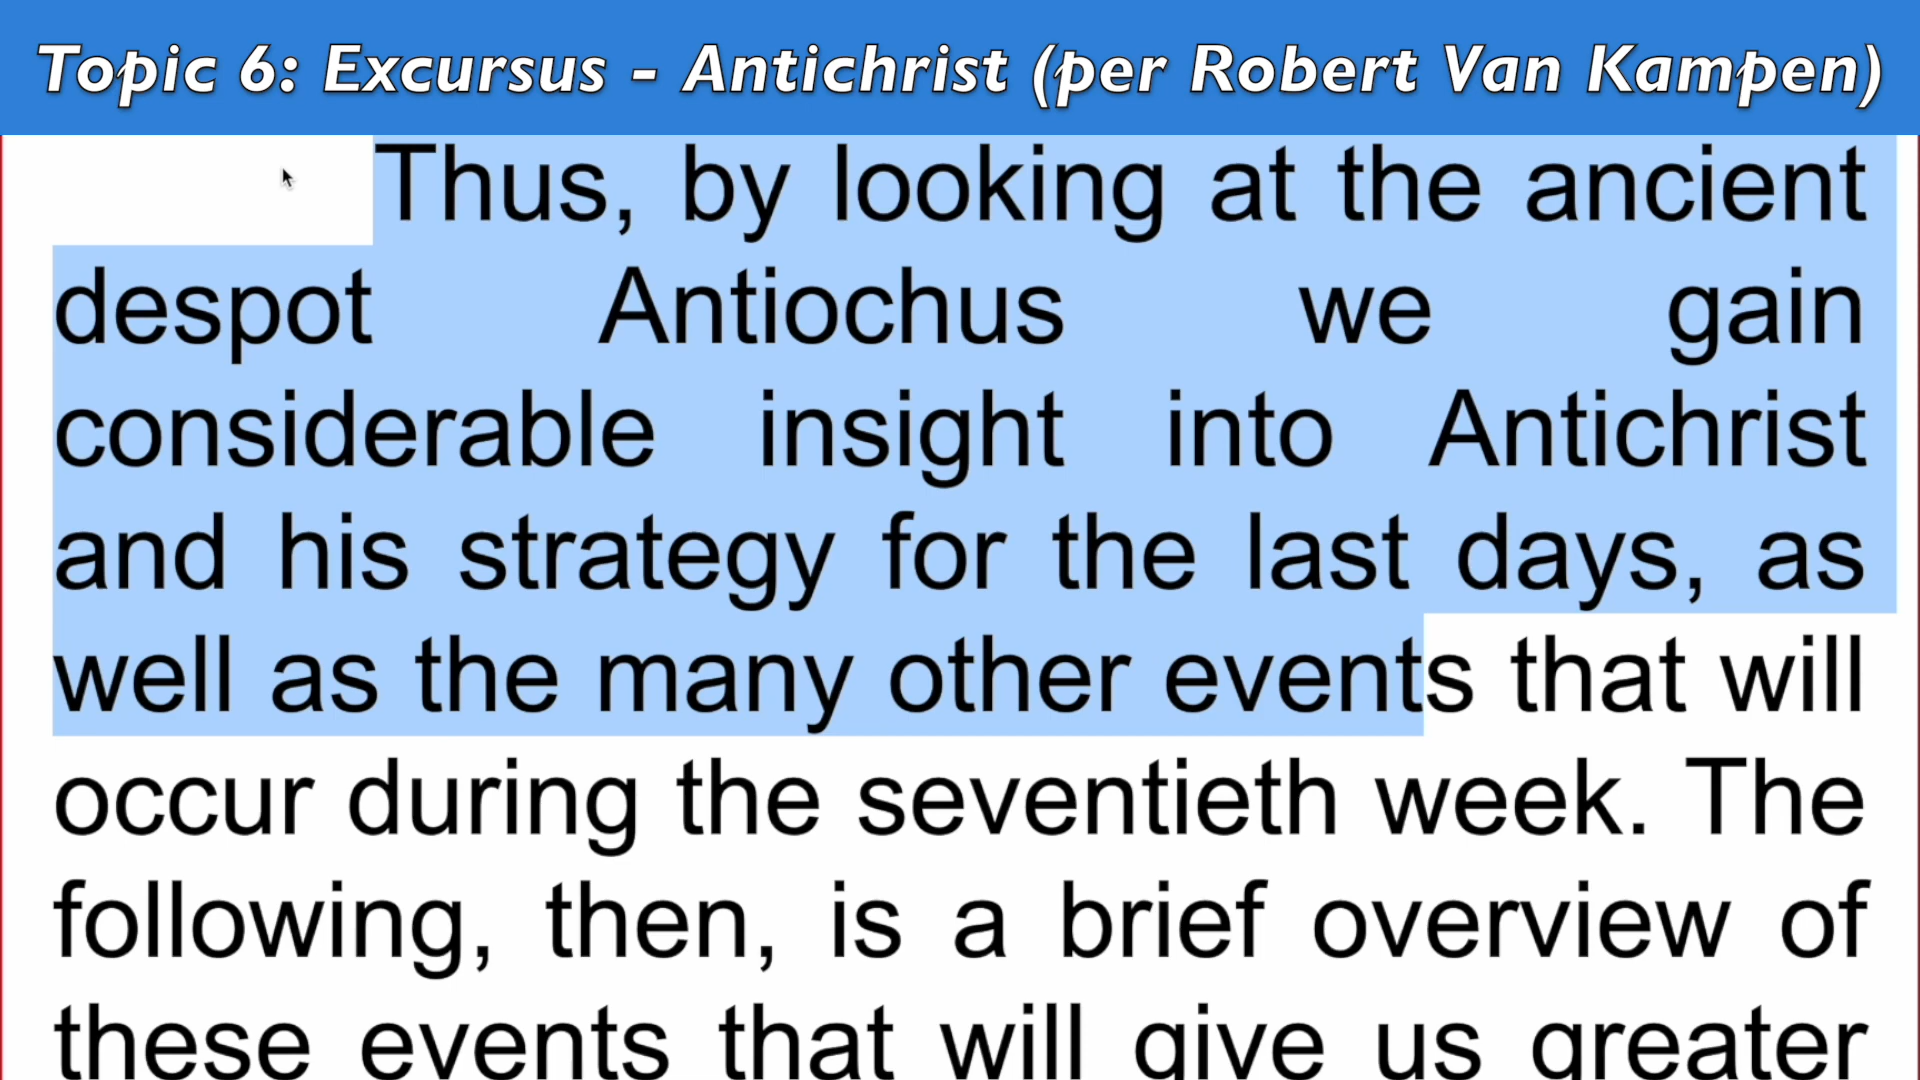 Topic 6: Excursus - Antichrist (per Robert Van Kampen)
Thus, by looking at the ancient
despot Antiochus we gain
considerable insight into Antichrist
and his strategy for the last days, as
well as the many other events that will
occur during the seventieth week. The
following, then, is a brief overview of
these events that will give us greater